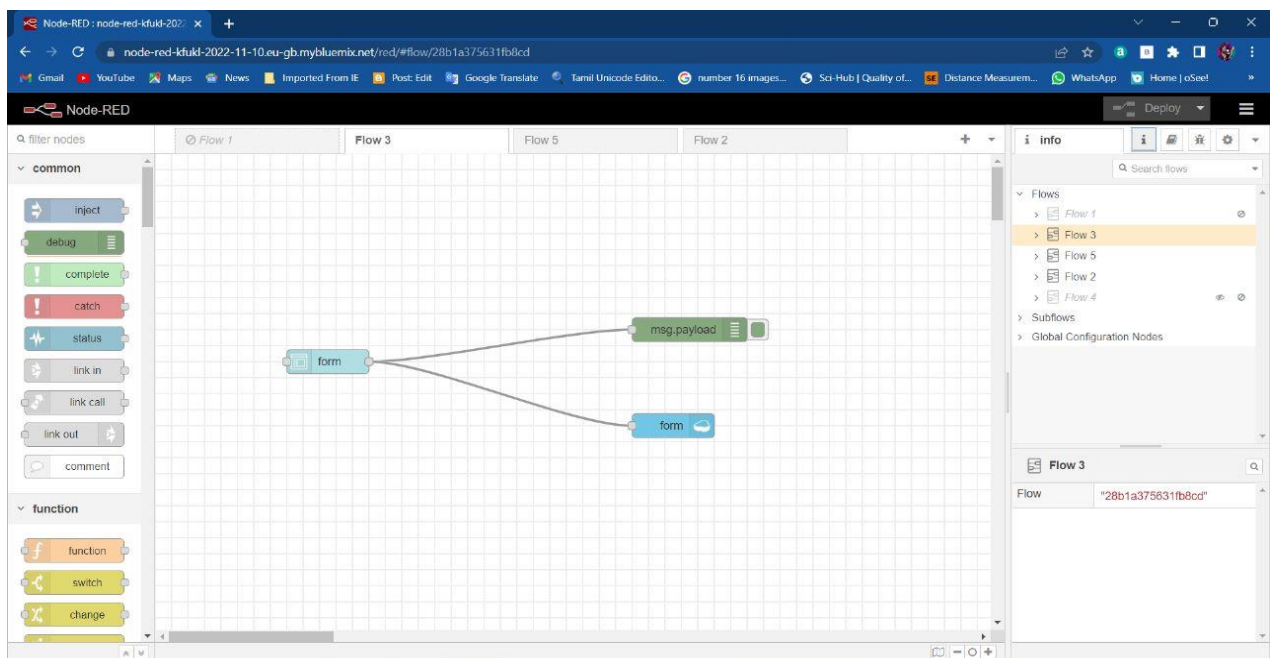 Node-RED : node-red-kfukl-2022
node-red-kfukl-2022-11-10.eu-gb.mybluemix.net/red/#flow/28b1a375631fb8cd
Gmail YouTube Maps News Imported From IE Post: Edit Google Translate Tamil Unicode Edito... number 16 images... Sci-Hub | Quality of... SE Distance Measurem... WhatsApp Home | oSee! »
Node-RED Deploy
filter nodes Flow 1 Flow 3 Flow 5 Flow 2 i info
common
Search flows
inject
debug
complete
catch
status
link in
link call
link out
comment
function
function
switch
change
msg.payload
form
form
Flows
Flow 1
Flow 3
Flow 5
Flow 2
Flow 4
Subflows
Global Configuration Nodes
Flow 3
Flow "28b1a375631fb8cd"